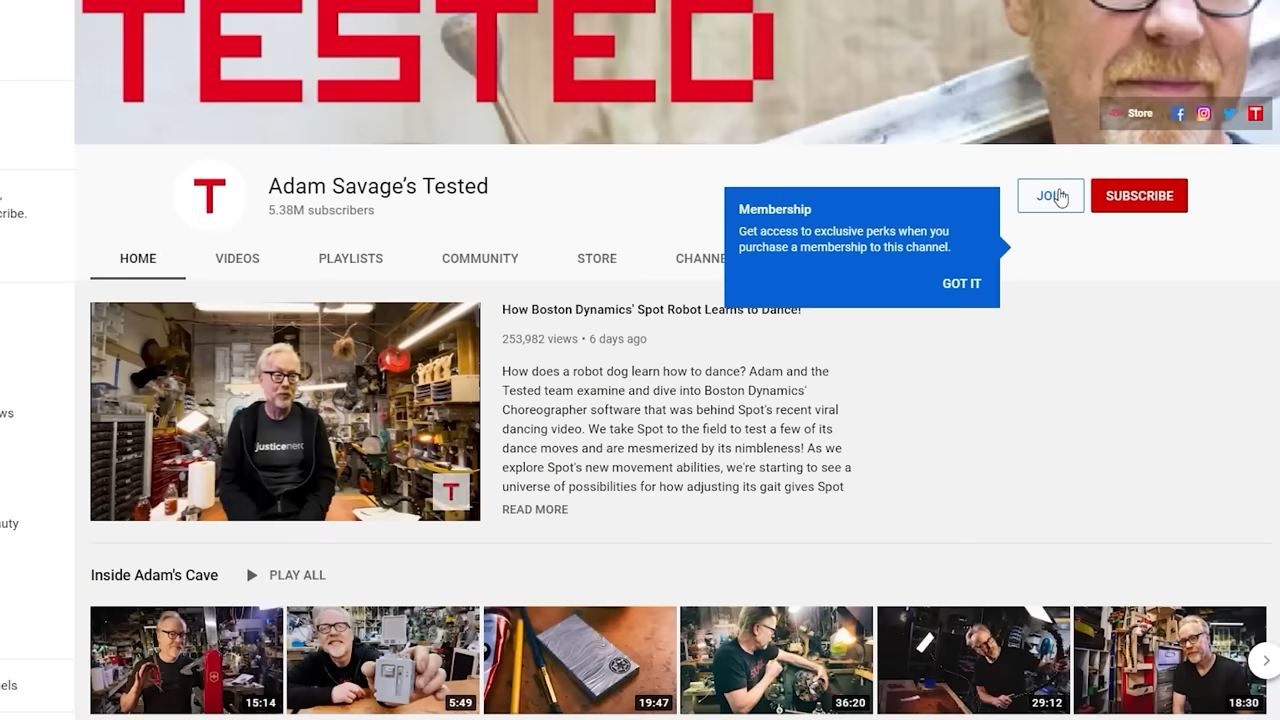 TESTED
Store
T
T
Adam Savage's Tested
5.38M subscribers
SUBSCRIBE
cribe.
Membership
Get access to exclusive perks when you
purchase a membership to this channel.
GOT IT
HOME VIDEOS PLAYLISTS COMMUNITY STORE CHANNE
How Boston Dynamics' Spot Robot Learns to Dance!
253,982 views • 6 days ago
How does a robot dog learn how to dance? Adam and the
Tested team examine and dive into Boston Dynamics'
Choreographer software that was behind Spot's recent viral
dancing video. We take Spot to the field to test a few of its
dance moves and are mesmerized by its nimbleness! As we
explore Spot's new movement abilities, we're starting to see a
universe of possibilities for how adjusting its gait gives Spot
READ MORE
T
ws
auty
els
Inside Adam's Cave PLAY ALL
15:14
5:49
19:47
36:20
29:12
18:30